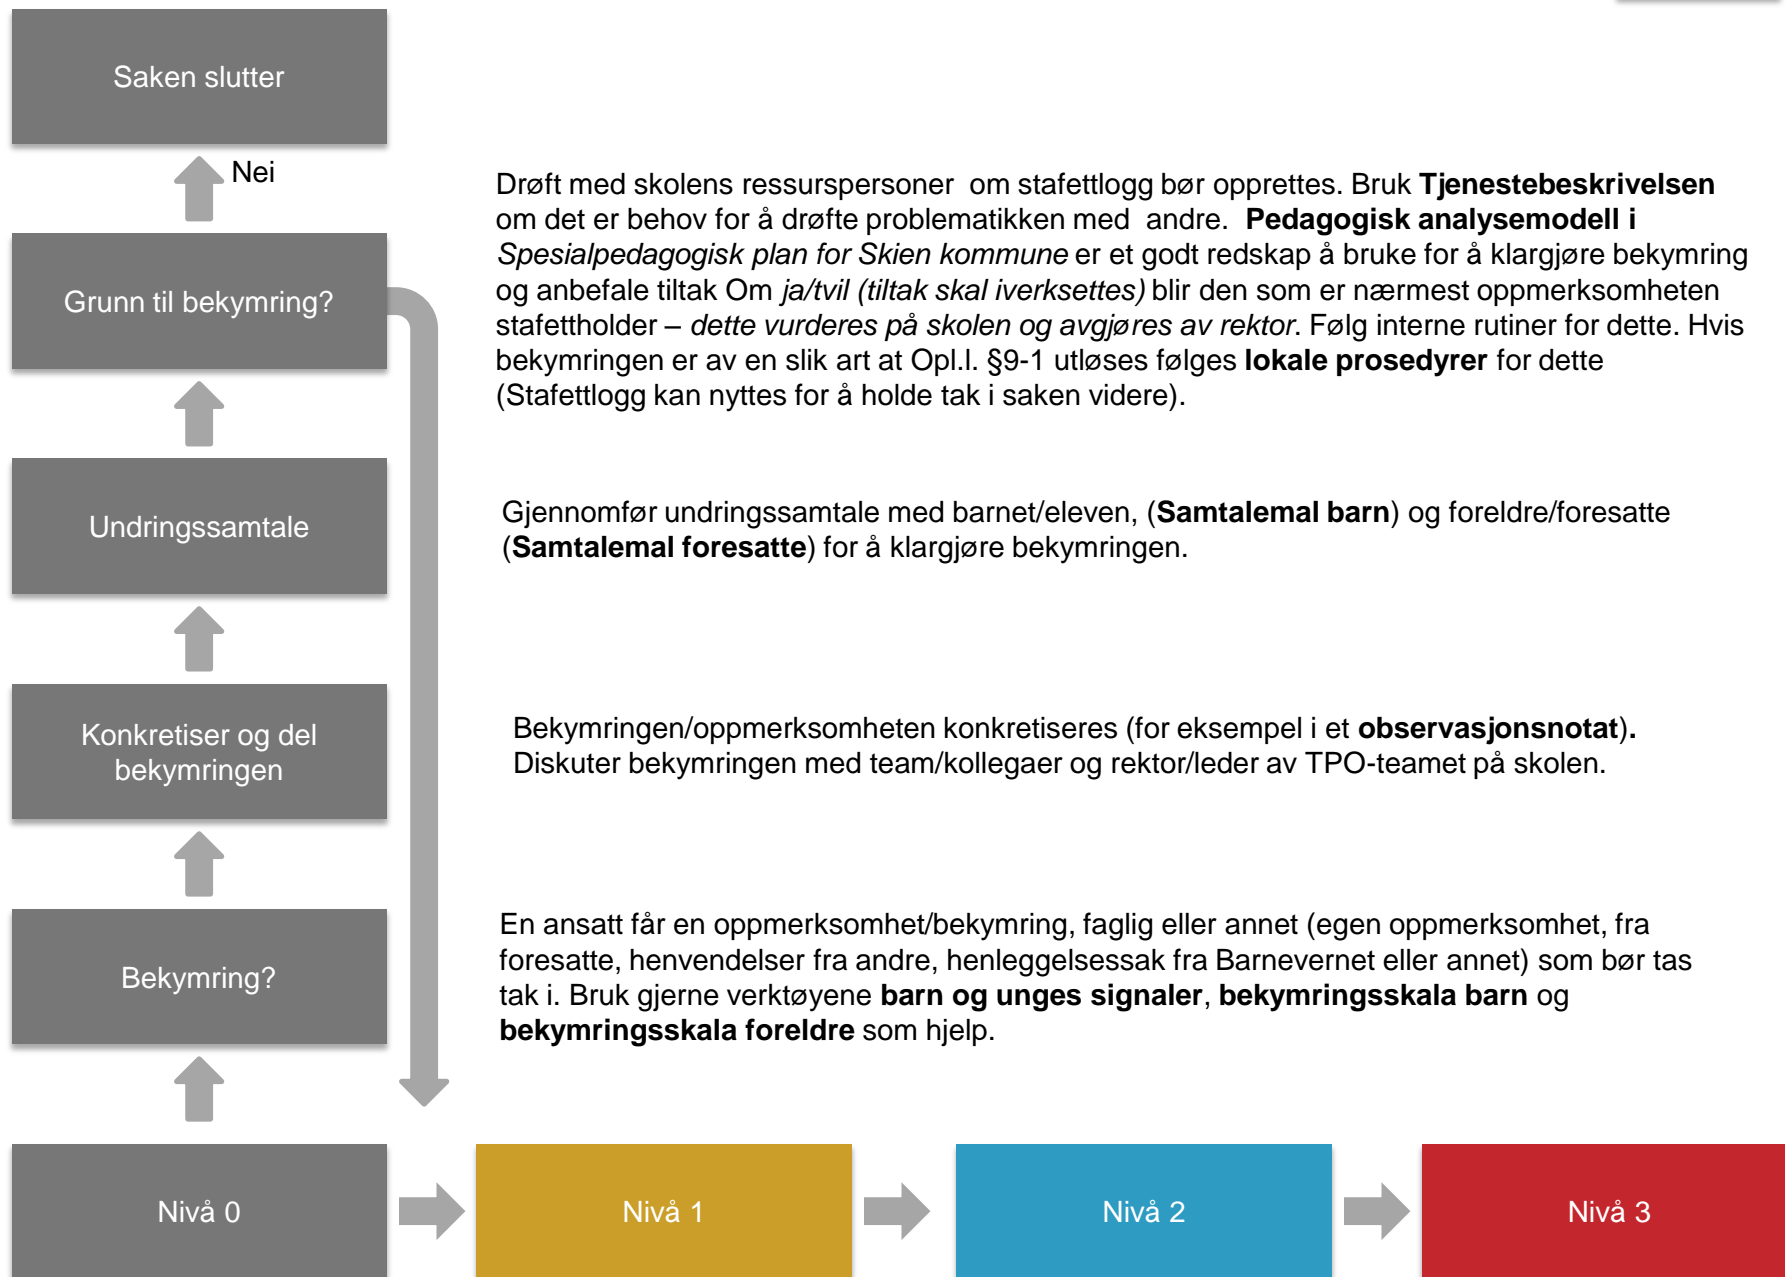 Saken slutter
Nei
Drøft med skolens ressurspersoner  om stafettlogg bør opprettes. Bruk Tjenestebeskrivelsen
om det er behov for å drøfte problematikken med  andre.  Pedagogisk analysemodell i
Spesialpedagogisk plan for Skien kommune er et godt redskap å bruke for å klargjøre bekymring
og anbefale tiltak Om ja/tvil (tiltak skal iverksettes) blir den som er nærmest oppmerksomheten
stafettholder – dette vurderes på skolen og avgjøres av rektor. Følg interne rutiner for dette. Hvis
bekymringen er av en slik art at Opl.l. §9-1 utløses følges lokale prosedyrer for dette
(Stafettlogg kan nyttes for å holde tak i saken videre).
Grunn til bekymring?
Undringssamtale
Gjennomfør undringssamtale med barnet/eleven, (Samtalemal barn) og foreldre/foresatte
(Samtalemal foresatte) for å klargjøre bekymringen.
Konkretiser og del
bekymringen
Bekymringen/oppmerksomheten konkretiseres (for eksempel i et observasjonsnotat).
Diskuter bekymringen med team/kollegaer og rektor/leder av TPO-teamet på skolen.
Bekymring?
En ansatt får en oppmerksomhet/bekymring, faglig eller annet (egen oppmerksomhet, fra
foresatte, henvendelser fra andre, henleggelsessak fra Barnevernet eller annet) som bør tas
tak i. Bruk gjerne verktøyene barn og unges signaler, bekymringsskala barn og
bekymringsskala foreldre som hjelp.
Nivå 0
Nivå 1
Nivå 2
Nivå 3